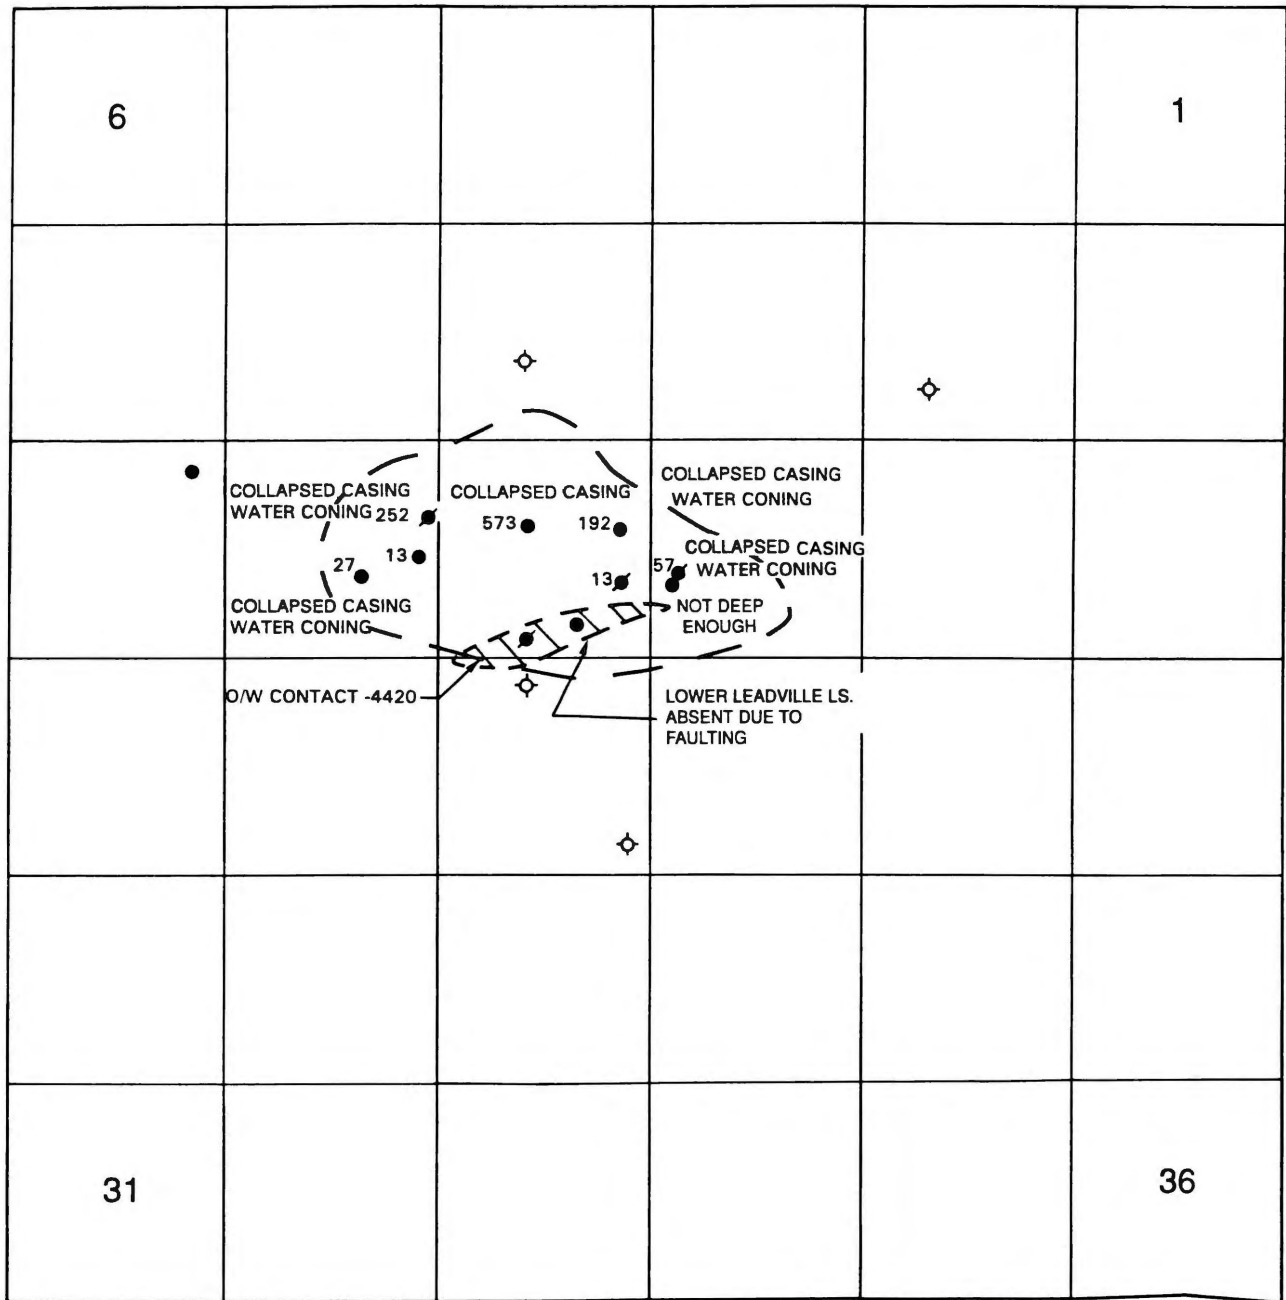 6
1
COLLAPSED CASING
WATER CONING
252
COLLAPSED CASING
573
192
COLLAPSED CASING
WATER CONING
13
27
COLLAPSED CASING
WATER CONING
57
13
COLLAPSED CASING
WATER CONING
NOT DEEP
ENOUGH
O/W CONTACT -4420
LOWER LEADVILLE LS.
ABSENT DUE TO
FAULTING
31
36